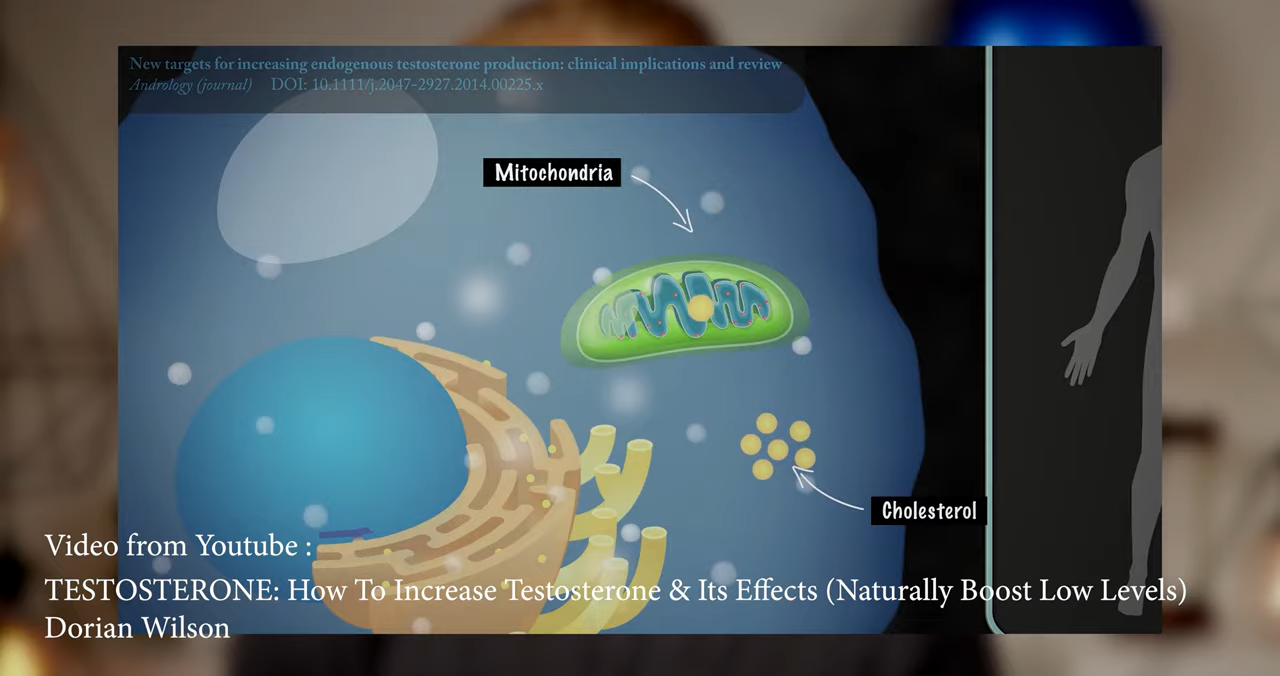 New targets for increasing endogenous testosterone production: clinical implications and review
Andrology (journal) DOI: 10.1111/j.2047-2927.2014.00225.x
Mitochondria
Cholesterol
Video from Youtube :
TESTOSTERONE: How To Increase Testosterone & Its Effects (Naturally Boost Low Levels)
Dorian Wilson